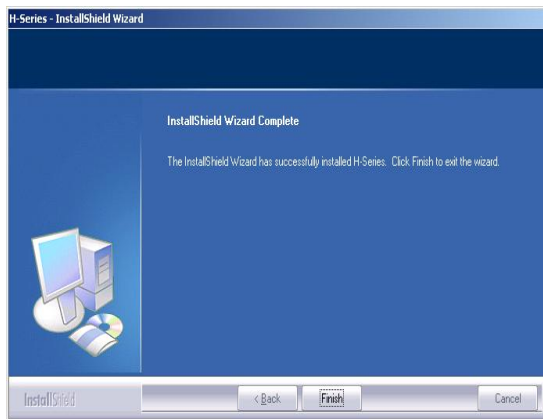 H-Series - InstallShield Wizard
InstallShield Wizard Complete
The InstallShield Wizard has successfully installed H-Series. Click Finish to exit the wizard.
InstallShield
< Back
Finish
Cancel